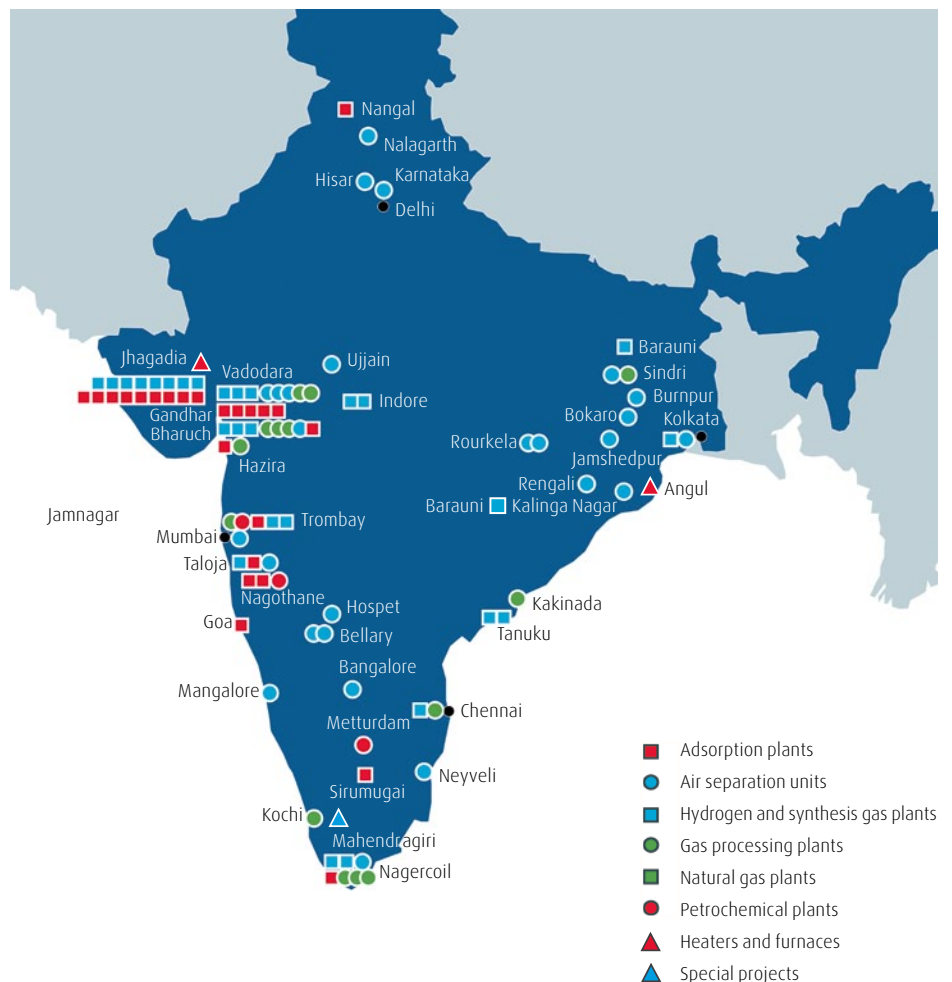 Nangal
Nalagarth
Hisar
Karnataka
Delhi
Jhagadia
Vadodara
Ujjain
Barauni
Sindri
Indore
Burnpur
Gandhar
Bokaro
Kolkata
Bharuch
Rourkela
Jamshedpur
Hazira
Rengali
Angul
Barauni
Kalinga Nagar
Jamnagar
Trombay
Mumbai
Taloja
Nagothane
Kakinada
Hospet
Goa
Tanuku
Bellary
Bangalore
Mangalore
Chennai
Metturdam
Neyveli
Sirumugai
Kochi
Mahendragiri
Nagercoil
Adsorption plants
Air separation units
Hydrogen and synthesis gas plants
Gas processing plants
Natural gas plants
Petrochemical plants
Heaters and furnaces
Special projects